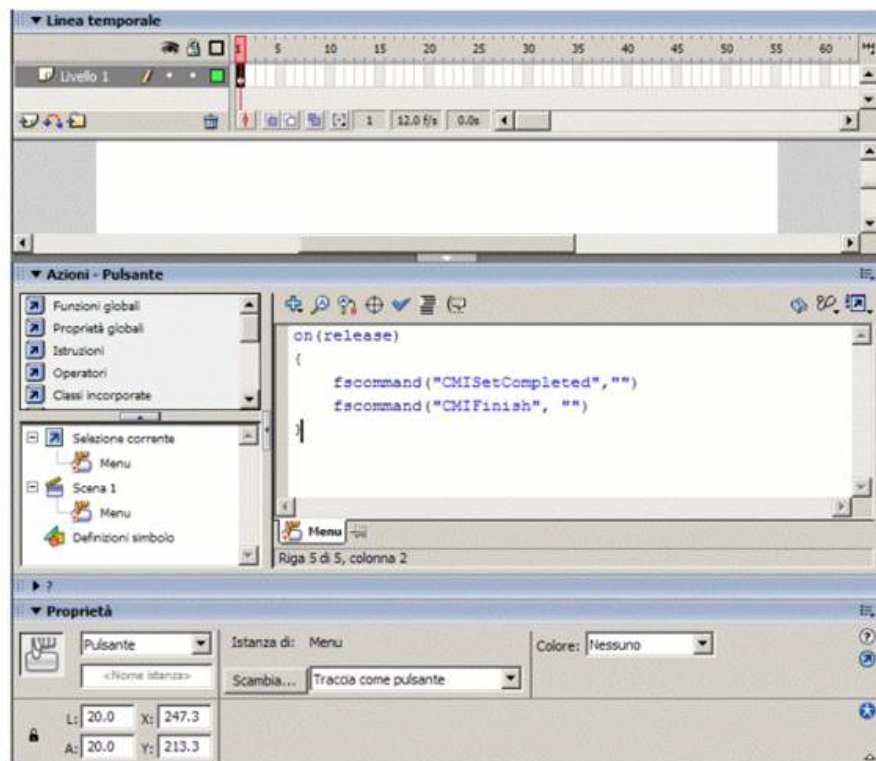 Linea temporale
1 5 10 15 20 25 30 35 40 45 50 55 60
Livello 1
1 12.0 f/s 0.0s
Azioni - Pulsante
Funzioni globali
Proprietà globali
Istruzioni
Operatori
Classi incorporate
Selezione corrente
Menu
Scena 1
Menu
Definizioni simbolo
on(release)
{
fscommand("CMISetCompleted","")
fscommand("CMIFinish", "")
}
Menu
Riga 5 di 5, colonna 2
?
Proprietà
Pulsante
Istanza di: Menu
Colore: Nessuno
<Nome istanza>
Scambia...
Traccia come pulsante
L: 20.0 X: 247.3
A: 20.0 Y: 213.3